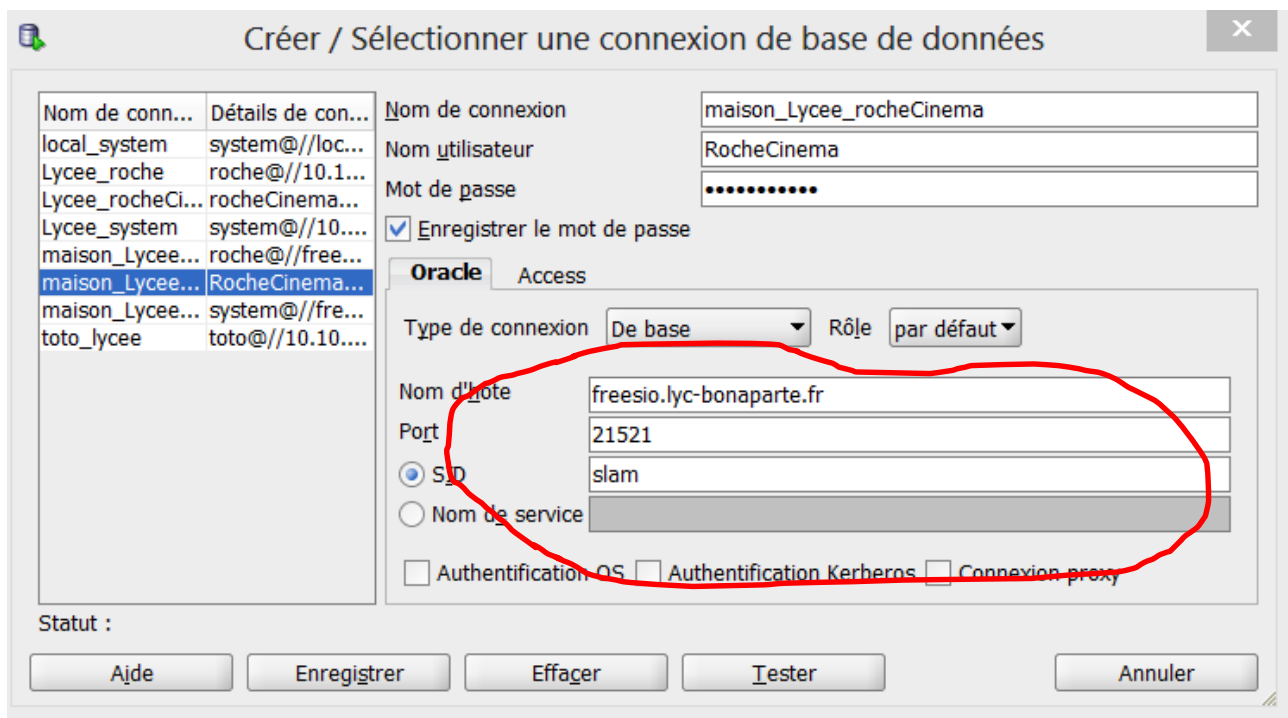 Créer / Sélectionner une connexion de base de données
X
Nom de conn... Détails de con...
local_system system@//loc...
Lycee_roche roche@//10.1...
Lycee_rocheCi... rocheCinema...
Lycee_system system@//10....
maison_Lycee... roche@//free...
maison_Lycee... RocheCinema...
maison_Lycee... system@//fre...
toto_lycee toto@//10.10....
Nom de connexion maison_Lycee_rocheCinema
Nom utilisateur RocheCinema
Mot de passe •••••••••••
Enregistrer le mot de passe
Oracle Access
Type de connexion De base Rôle par défaut
Nom d'hôte freesio.lyc-bonaparte.fr
Port 21521
SID slam
Nom de service
Authentification OS Authentification Kerberos Connexion proxy
Statut :
Aide Enregistrer Effacer Tester Annuler